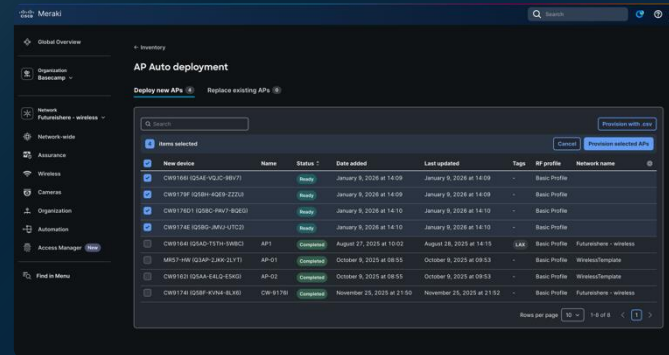 CISCO Meraki
Search
Global Overview
Organization
Basecamp
Network
Futureishere - wireless
Network-wide
Assurance
Wireless
Cameras
Organization
Automation
Access Manager New
Find in Menu
← Inventory
AP Auto deployment
Deploy new APs 4 Replace existing APs 0
Search
Provision with .csv
4 items selected
Cancel Provision selected APs
New device Name Status Date added Last updated Tags RF profile Network name
CW9166I (Q5AE-VQJC-96V7) Ready January 9, 2026 at 14:09 January 9, 2026 at 14:09 - Basic Profile
CW9179F (Q5BH-4QE9-ZZZU) Ready January 9, 2026 at 14:09 January 9, 2026 at 14:09 - Basic Profile
CW9176D1 (Q5BC-PAV7-8QEG) Ready January 9, 2026 at 14:10 January 9, 2026 at 14:10 - Basic Profile
CW9174E (Q5BG-JMVJ-UTC2) Ready January 9, 2026 at 14:10 January 9, 2026 at 14:10 - Basic Profile
CW9164I (Q5AD-T5TH-5WBC) AP1 Completed August 27, 2025 at 10:02 August 28, 2025 at 14:15 LAX Basic Profile Futureishere - wireless
MR57-HW (Q3AP-2JKK-2LYT) AP-01 Completed October 9, 2025 at 08:55 October 9, 2025 at 09:53 - Basic Profile WirelessTemplate
CW9162I (Q5AA-E4LQ-E5KG) AP-02 Completed October 9, 2025 at 08:55 October 9, 2025 at 09:53 - Basic Profile WirelessTemplate
CW9174I (Q5BF-KVN4-8LX6) CW-9178I Completed November 25, 2025 at 21:50 November 25, 2025 at 21:52 - Basic Profile Futureishere - wireless
Rows per page 10 1-8 of 8 < 1 >